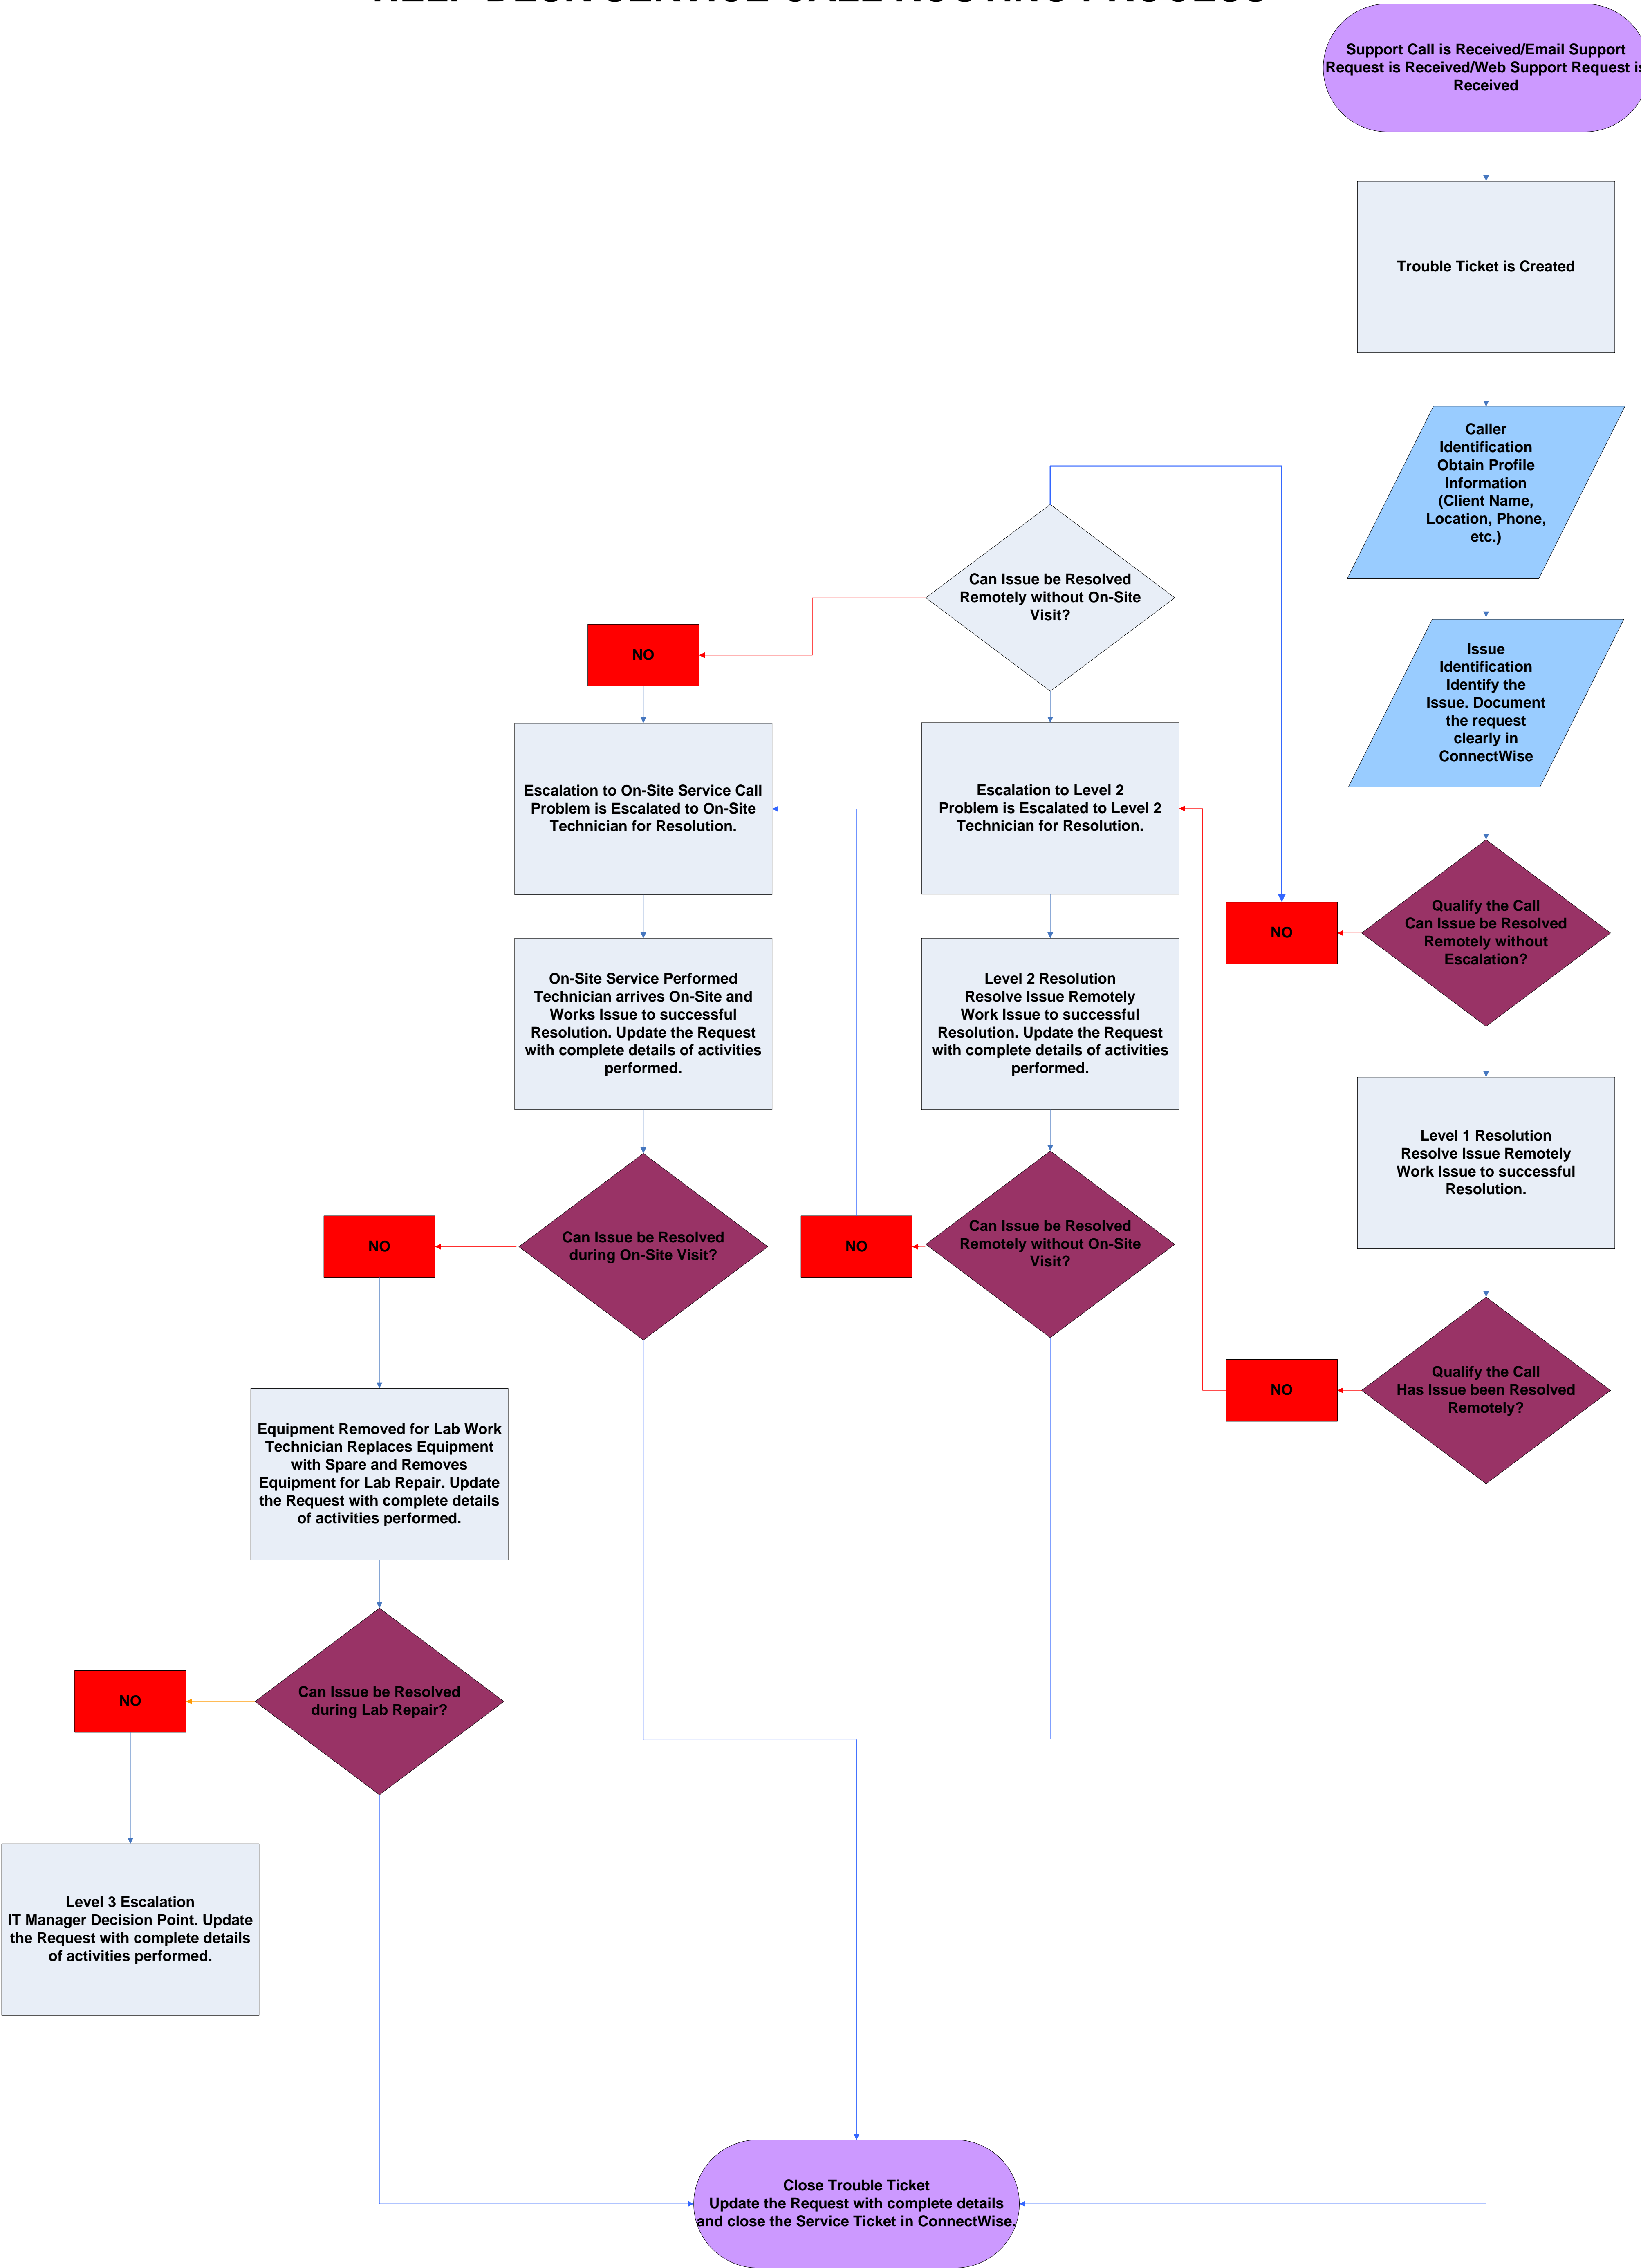 HELP DESK SERVICE CALL ROUTING PROCESS
Support Call is Received/Email Support
Request is Received/Web Support Request is
Received
Trouble Ticket is Created
Caller
Identification
Obtain Profile
Information
(Client Name,
Location, Phone,
etc.)
Issue
Identification
Identify the
Issue. Document
the request
clearly in
ConnectWise
Qualify the Call
Can Issue be Resolved
Remotely without
Escalation?
NO
Can Issue be Resolved
Remotely without On-Site
Visit?
NO
Escalation to On-Site Service Call
Problem is Escalated to On-Site
Technician for Resolution.
Escalation to Level 2
Problem is Escalated to Level 2
Technician for Resolution.
On-Site Service Performed
Technician arrives On-Site and
Works Issue to successful
Resolution. Update the Request
with complete details of activities
performed.
Level 2 Resolution
Resolve Issue Remotely
Work Issue to successful
Resolution. Update the Request
with complete details of activities
performed.
Level 1 Resolution
Resolve Issue Remotely
Work Issue to successful
Resolution.
NO
Can Issue be Resolved
during On-Site Visit?
NO
Can Issue be Resolved
Remotely without On-Site
Visit?
NO
Qualify the Call
Has Issue been Resolved
Remotely?
Equipment Removed for Lab Work
Technician Replaces Equipment
with Spare and Removes
Equipment for Lab Repair. Update
the Request with complete details
of activities performed.
NO
Can Issue be Resolved
during Lab Repair?
Level 3 Escalation
IT Manager Decision Point. Update
the Request with complete details
of activities performed.
Close Trouble Ticket
Update the Request with complete details
and close the Service Ticket in ConnectWise.